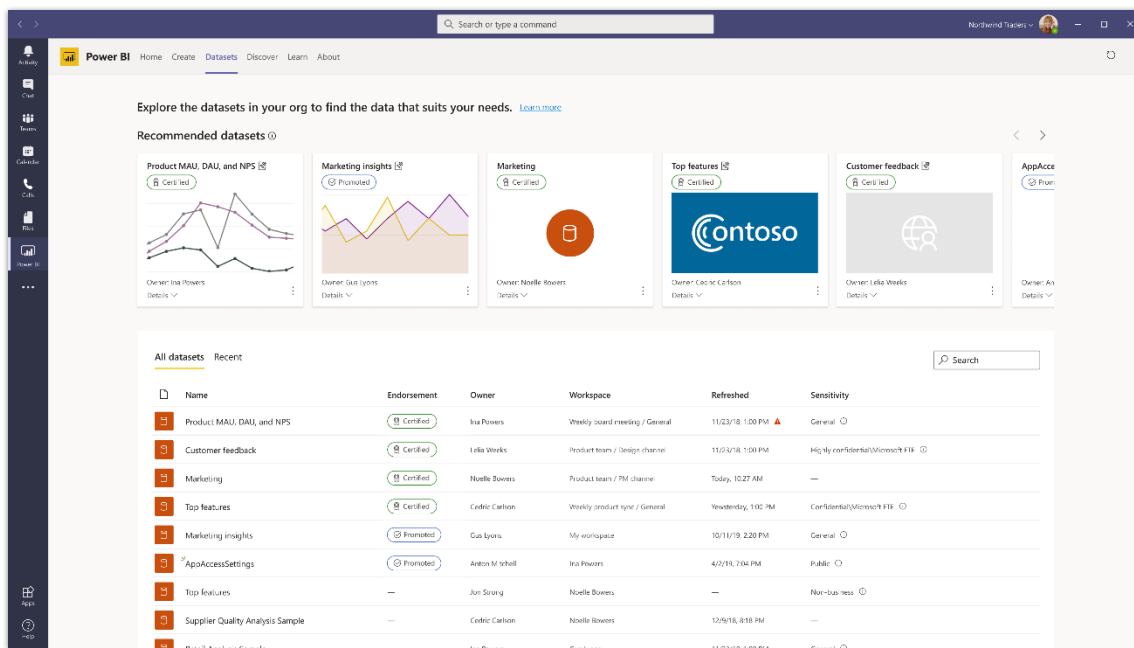 Search or type a command
Northwind Traders
Activity
Chat
Teams
Calendar
Calls
Files
Power BI
Apps
Help
Power BI Home Create Datasets Discover Learn About
Explore the datasets in your org to find the data that suits your needs. Learn more
Recommended datasets
Product MAU, DAU, and NPS
Certified
Owner: Ina Powers
Details
Marketing insights
Promoted
Owner: Gus Lyons
Details
Marketing
Certified
Owner: Noelle Bowers
Details
Top features
Certified
Contoso
Owner: Cedric Carlson
Details
Customer feedback
Certified
Owner: Lelia Weeks
Details
AppAcce
Prom
Owner: An
Details
All datasets Recent
Search
Name Endorsement Owner Workspace Refreshed Sensitivity
Product MAU, DAU, and NPS Certified Ina Powers Weekly board meeting / General 11/23/18, 1:00 PM General
Customer feedback Certified Lelia Weeks Product team / Design channel 11/23/18, 1:00 PM Highly confidential\Microsoft FTE
Marketing Certified Noelle Bowers Product team / PM channel Today, 10:27 AM —
Top features Certified Cedric Carlson Weekly product sync / General Yewsterday, 1:00 PM Confidential\Microsoft FTE
Marketing insights Promoted Gus Lyons My workspace 10/11/19, 2:20 PM General
AppAccessSettings Promoted Anton Mitchell Ina Powers 4/2/19, 7:04 PM Public
Top features — Jon Strong Noelle Bowers — Non-business
Supplier Quality Analysis Sample — Cedric Carlson Noelle Bowers 12/9/18, 8:18 PM —